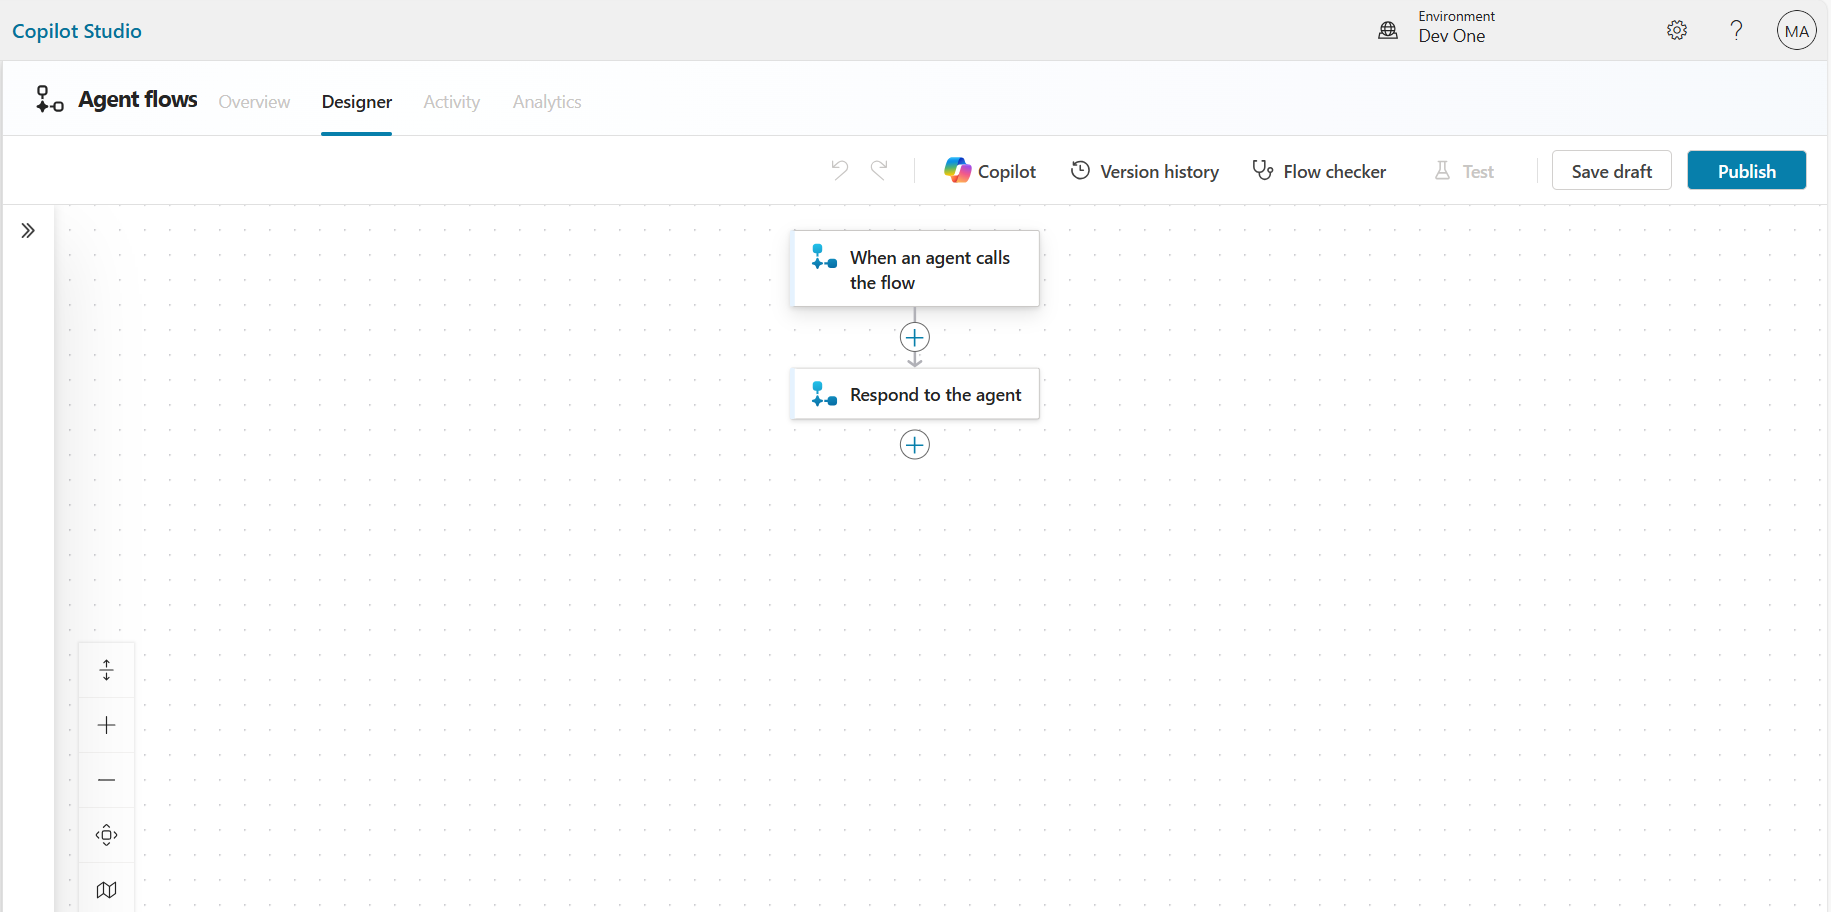 Copilot Studio
Environment
Dev One
?
MA
Agent flows
Overview
Designer
Activity
Analytics
Copilot
Version history
Flow checker
Test
Save draft
Publish
When an agent calls
the flow
Respond to the agent